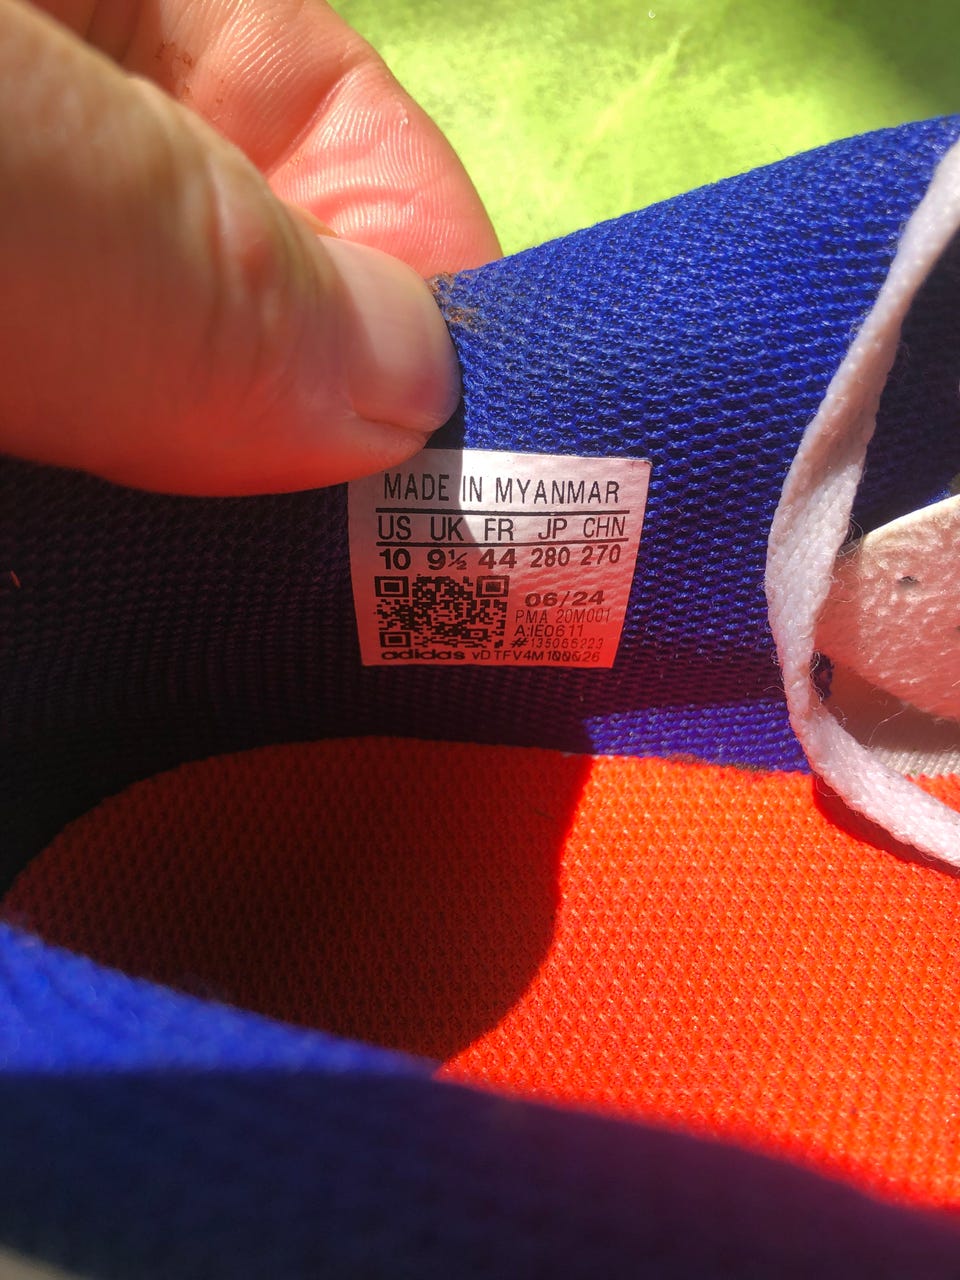 MADE IN MYANMAR
US UK FR JP CHN
10 9½ 44 280 270
06/24
PMA 20M001
A:IE0611
#135066223
adidas vDTFV4M100026